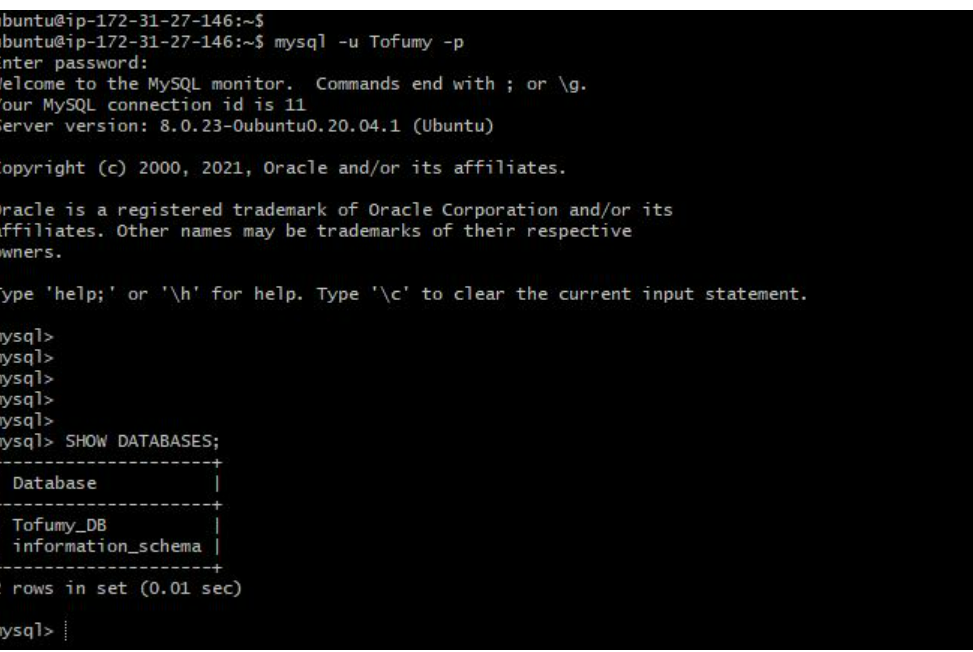 ubuntu@ip-172-31-27-146:~$
ubuntu@ip-172-31-27-146:~$ mysql -u Tofumy -p
Enter password:
Welcome to the MySQL monitor.  Commands end with ; or \g.
Your MySQL connection id is 11
Server version: 8.0.23-0ubuntu0.20.04.1 (Ubuntu)
Copyright (c) 2000, 2021, Oracle and/or its affiliates.
Oracle is a registered trademark of Oracle Corporation and/or its
affiliates. Other names may be trademarks of their respective
owners.
Type 'help;' or '\h' for help. Type '\c' to clear the current input statement.
mysql>
mysql>
mysql>
mysql>
mysql>
mysql> SHOW DATABASES;
---------------------+
Database           |
---------------------+
Tofumy_DB          |
information_schema |
---------------------+
2 rows in set (0.01 sec)
mysql>